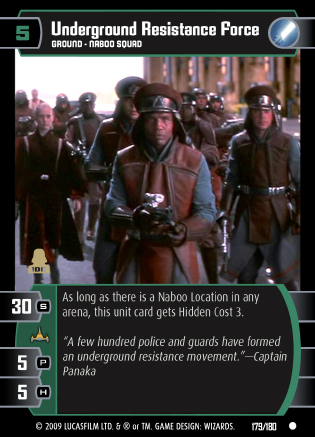 5
Underground Resistance Force
GROUND - NABOO SQUAD
101
30 S
As long as there is a Naboo Location in any
arena, this unit card gets Hidden Cost 3.
5 P
“A few hundred police and guards have formed
an underground resistance movement.”—Captain
Panaka
5 H
© 2009 LUCASFILM LTD. & ® or TM. GAME DESIGN: WIZARDS. 179/180